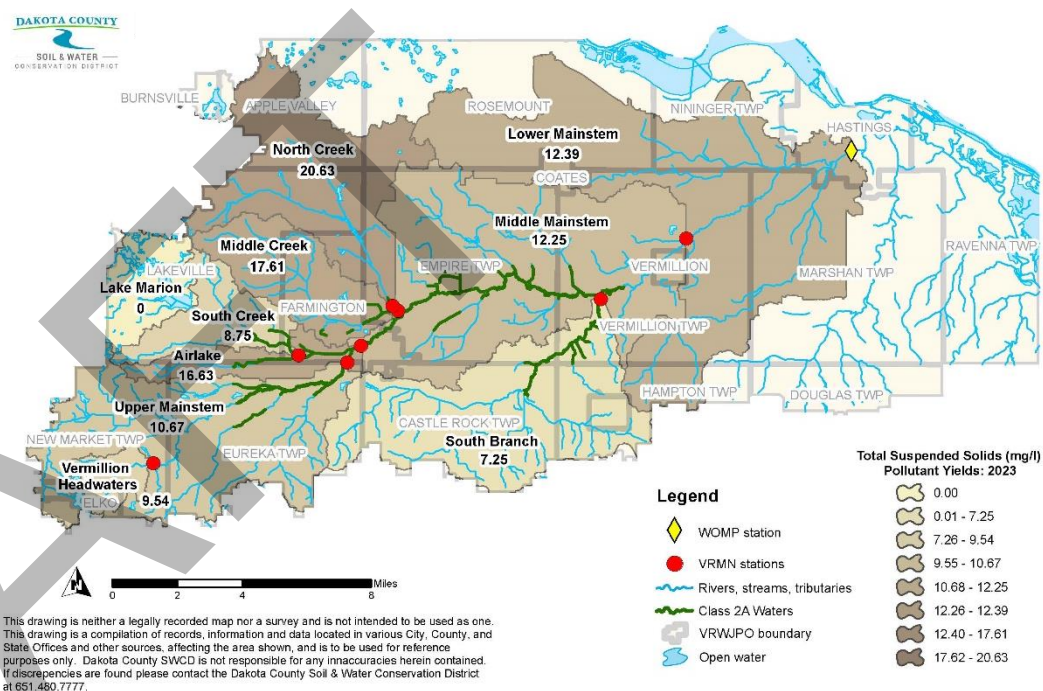 DAKOTA COUNTY
SOIL & WATER
CONSERVATION DISTRICT
BURNSVILLE
APPLE VALLEY
ROSEMOUNT
NININGER TWP
HASTINGS
Lower Mainstem
12.39
North Creek
20.63
COATES
Middle Mainstem
12.25
Middle Creek
17.61
LAKEVILLE
EMPIRE TWP
VERMILLION
RAVENNA TWP
MARSHAN TWP
Lake Marion
0
FARMINGTON
South Creek
8.75
VERMILLION TWP
Airlake
16.63
HAMPTON TWP
DOUGLAS TWP
Upper Mainstem
10.67
CASTLE ROCK TWP
NEW MARKET TWP
EUREKA TWP
South Branch
7.25
Vermillion
Headwaters
9.54
ELKO
Total Suspended Solids (mg/l)
Pollutant Yields: 2023
0.00
0.01 - 7.25
7.26 - 9.54
9.55 - 10.67
10.68 - 12.25
12.26 - 12.39
12.40 - 17.61
17.62 - 20.63
Legend
WOMP station
VRMN stations
Rivers, streams, tributaries
Class 2A Waters
VRWJPO boundary
Open water
N
Miles
0 2 4 8
This drawing is neither a legally recorded map nor a survey and is not intended to be used as one.
This drawing is a compilation of records, information and data located in various City, County, and
State Offices and other sources, affecting the area shown, and is to be used for reference
purposes only. Dakota County SWCD is not responsible for any innaccuracies herein contained.
If discrepancies are found please contact the Dakota County Soil & Water Conservation District
at 651.480.7777.